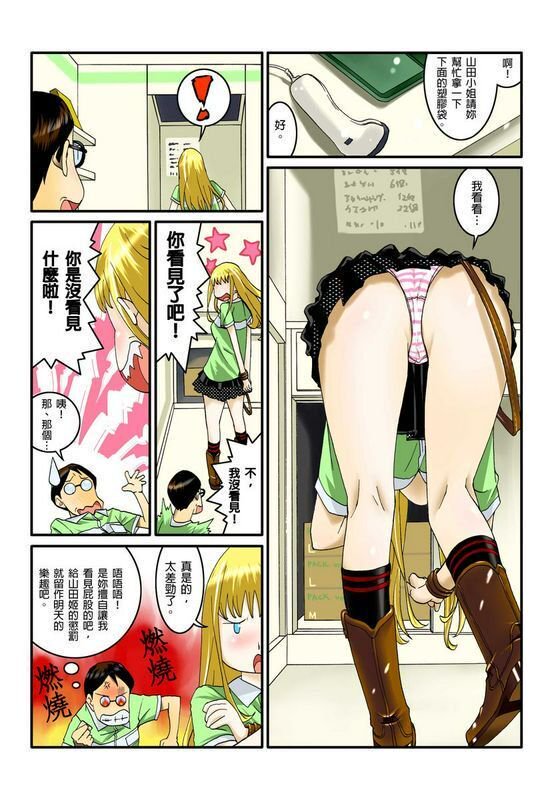 啊！
山田小姐請妳
幫忙拿一下
下面的塑膠袋。
好。
我看看…
！
你看見了吧！
不，
我沒看見！
你是沒看見
什麼啦！
咦！
那、那個…
真是的，
太差勁了。
唔唔唔！
是妳擅自讓我
看見屁股的吧，
給山田姬的懲罰
就留作明天的
樂趣吧。
燃燒
燃燒
L
M